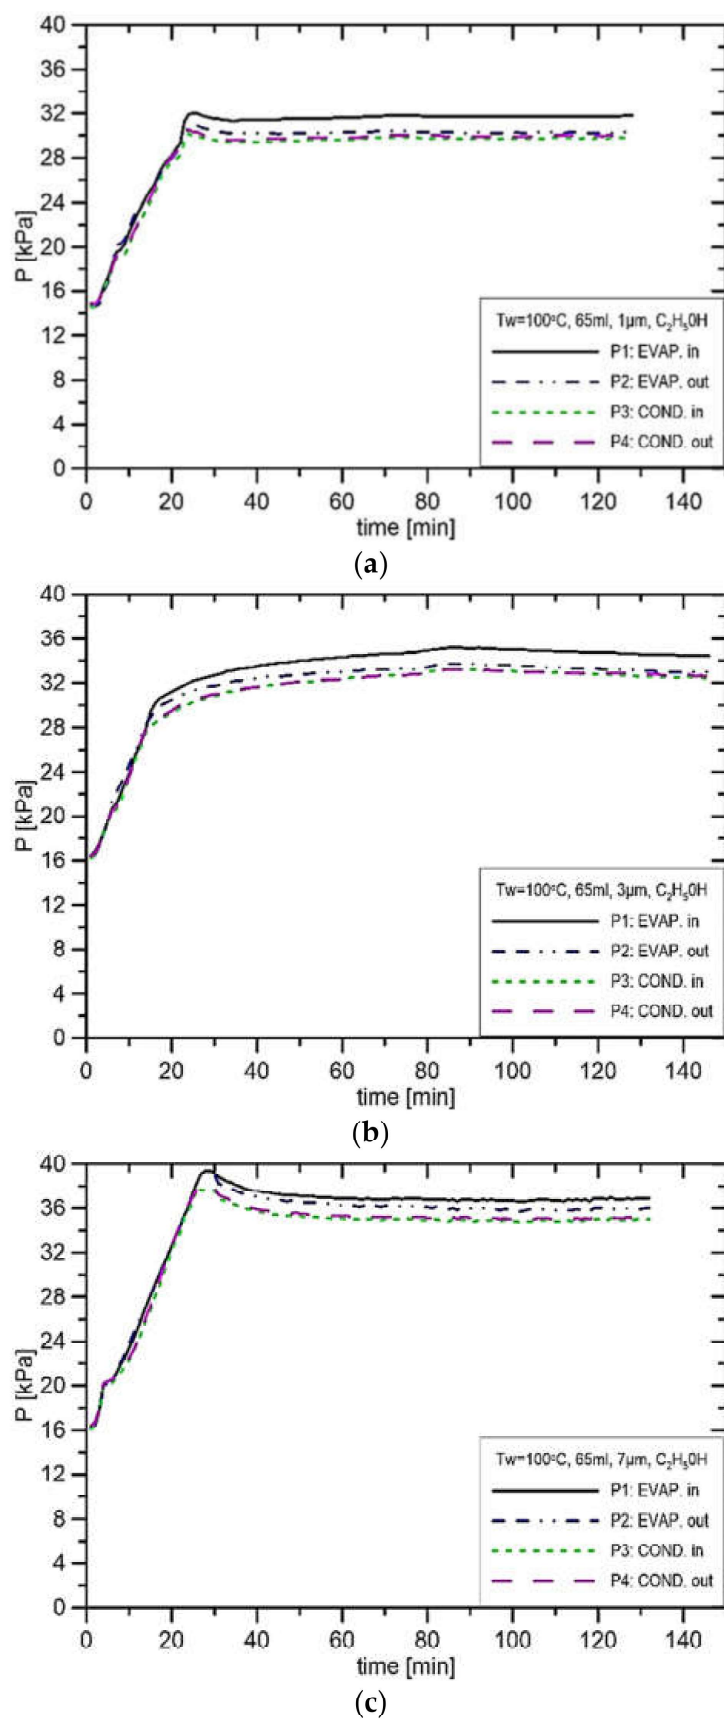 40
36
32
28
24
20
16
12
8
4
0
P [kPa]
Tw=100°C, 65ml, 1μm, C₂H₅0H
P1: EVAP. in
P2: EVAP. out
P3: COND. in
P4: COND. out
0 20 40 60 80 100 120 140
time [min]
(a)
40
36
32
28
24
20
16
12
8
4
0
P [kPa]
Tw=100°C, 65ml, 3μm, C₂H₅0H
P1: EVAP. in
P2: EVAP. out
P3: COND. in
P4: COND. out
0 20 40 60 80 100 120 140
time [min]
(b)
40
36
32
28
24
20
16
12
8
4
0
P [kPa]
Tw=100°C, 65ml, 7μm, C₂H₅0H
P1: EVAP. in
P2: EVAP. out
P3: COND. in
P4: COND. out
0 20 40 60 80 100 120 140
time [min]
(c)